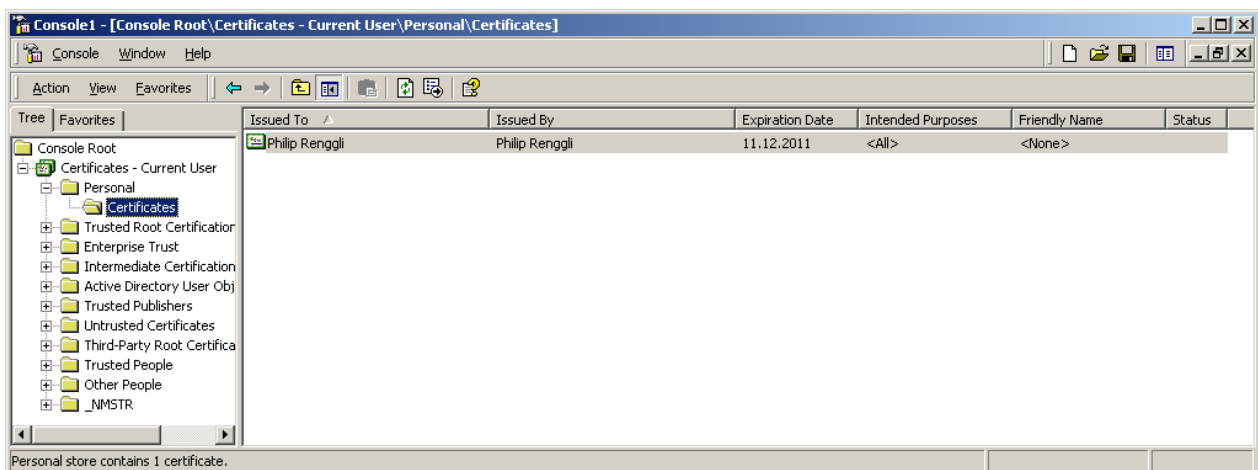 Console1 - [Console Root\Certificates - Current User\Personal\Certificates]
Console Window Help
Action View Favorites
Tree Favorites
Issued To Issued By Expiration Date Intended Purposes Friendly Name Status
Philip Renggli Philip Renggli 11.12.2011 <All> <None>
Console Root
Certificates - Current User
Personal
Certificates
Trusted Root Certification
Enterprise Trust
Intermediate Certification
Active Directory User Obj
Trusted Publishers
Untrusted Certificates
Third-Party Root Certifica
Trusted People
Other People
_NMSTR
Personal store contains 1 certificate.